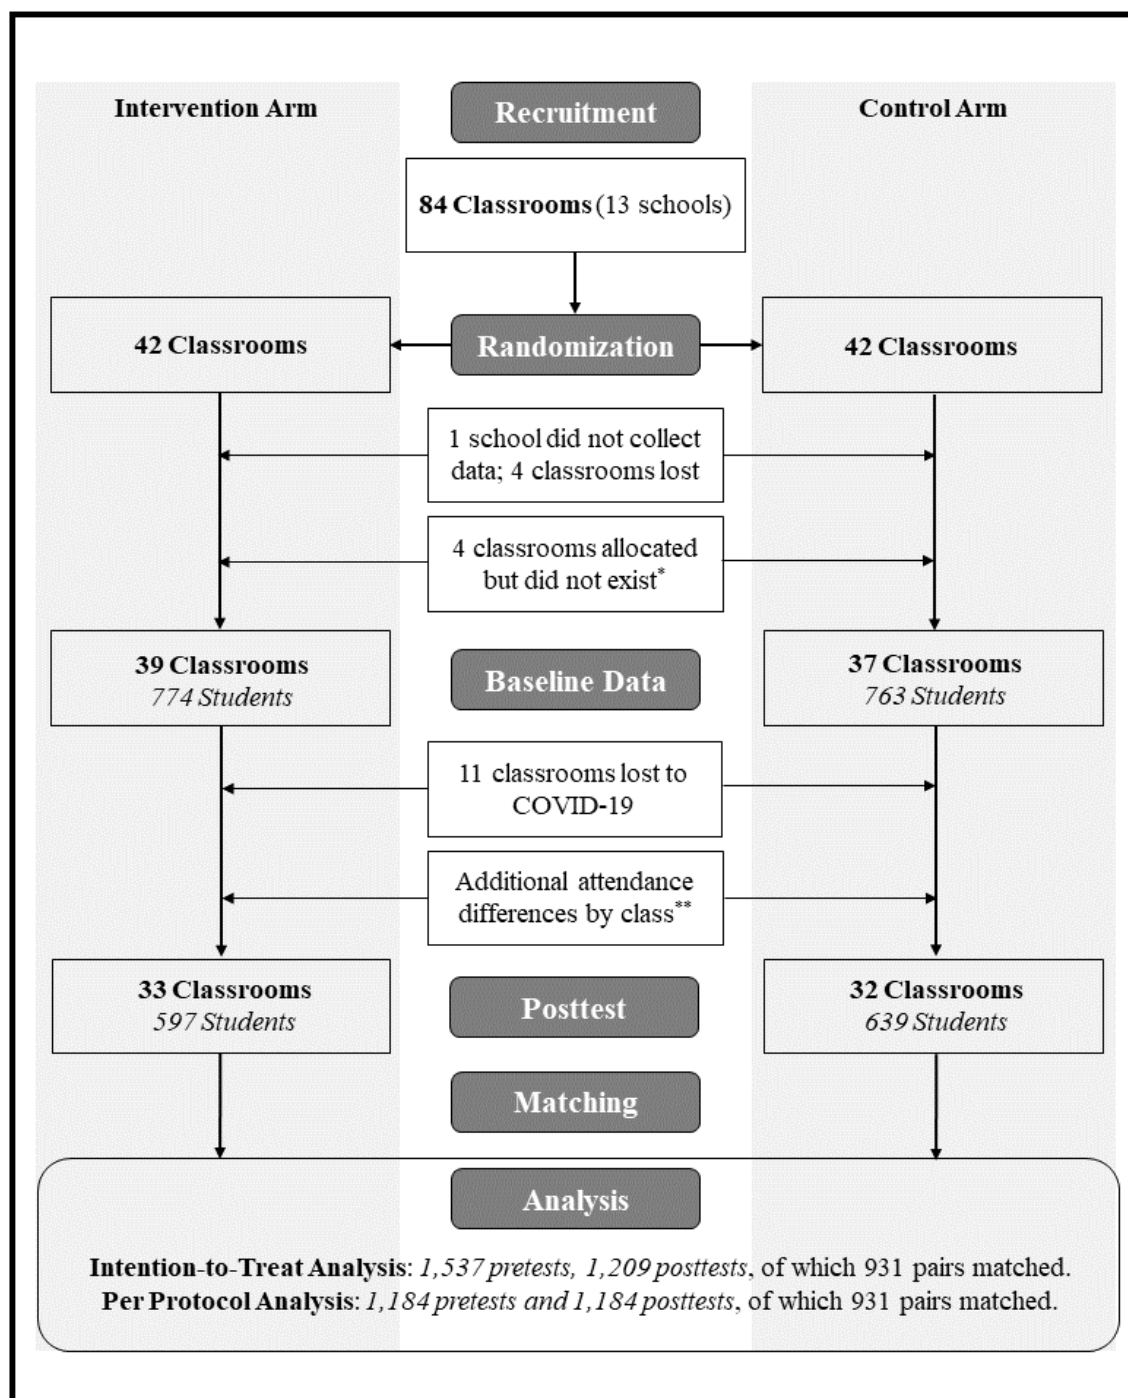 Intervention Arm
Recruitment
Control Arm
84 Classrooms (13 schools)
42 Classrooms
Randomization
42 Classrooms
1 school did not collect
data; 4 classrooms lost
4 classrooms allocated
but did not exist*
39 Classrooms
774 Students
Baseline Data
37 Classrooms
763 Students
11 classrooms lost to
COVID-19
Additional attendance
differences by class**
33 Classrooms
597 Students
Posttest
32 Classrooms
639 Students
Matching
Analysis
Intention-to-Treat Analysis: 1,537 pretests, 1,209 posttests, of which 931 pairs matched.
Per Protocol Analysis: 1,184 pretests and 1,184 posttests, of which 931 pairs matched.